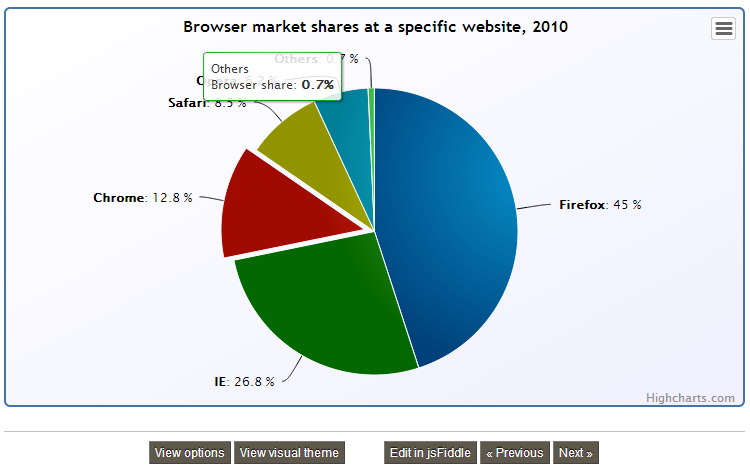 Browser market shares at a specific website, 2010
Others: 0.7 %
Others
Browser share: 0.7%
Safari: 8.5 %
Chrome: 12.8 %
Firefox: 45 %
IE: 26.8 %
Highcharts.com
View options
View visual theme
Edit in jsFiddle
« Previous
Next »